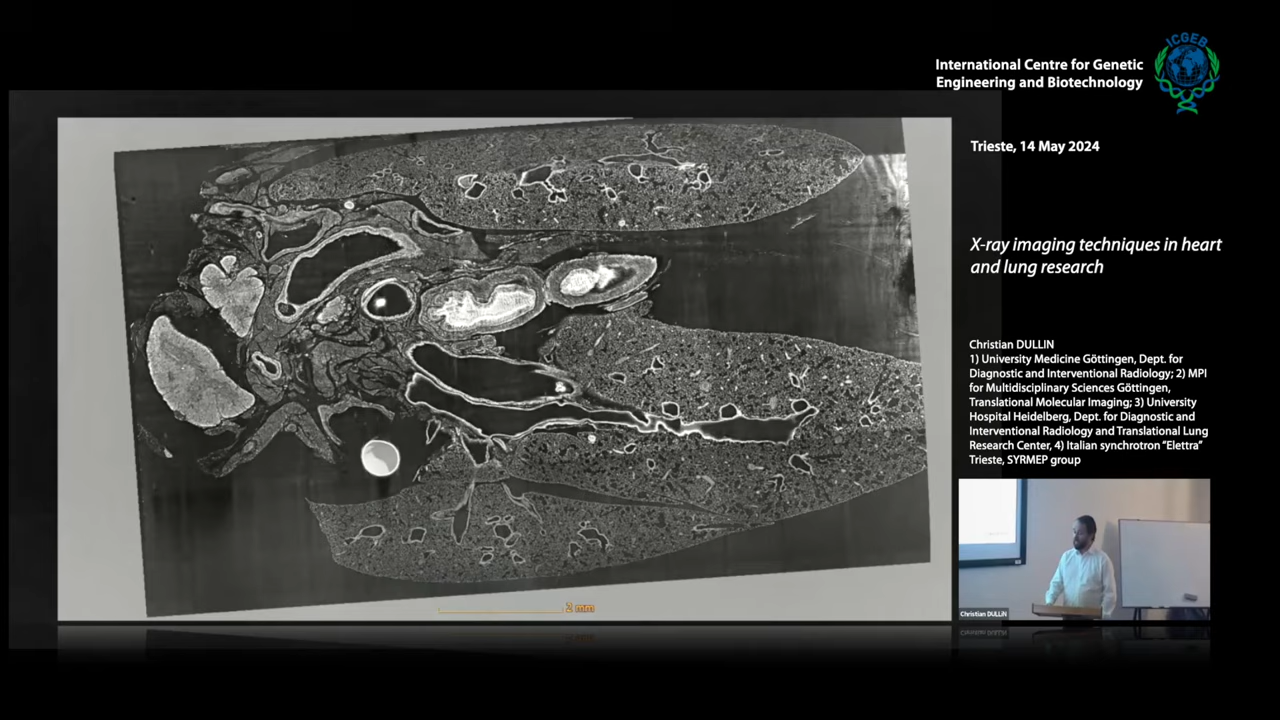 ICGEB
International Centre for Genetic
Engineering and Biotechnology
Trieste, 14 May 2024
X-ray imaging techniques in heart
and lung research
Christian DULLIN
1) University Medicine Göttingen, Dept. for
Diagnostic and Interventional Radiology; 2) MPI
for Multidisciplinary Sciences Göttingen,
Translational Molecular Imaging; 3) University
Hospital Heidelberg, Dept. for Diagnostic and
Interventional Radiology and Translational Lung
Research Center, 4) Italian synchrotron “Elettra”
Trieste, SYRMEP group
2 mm
Christian DULLIN